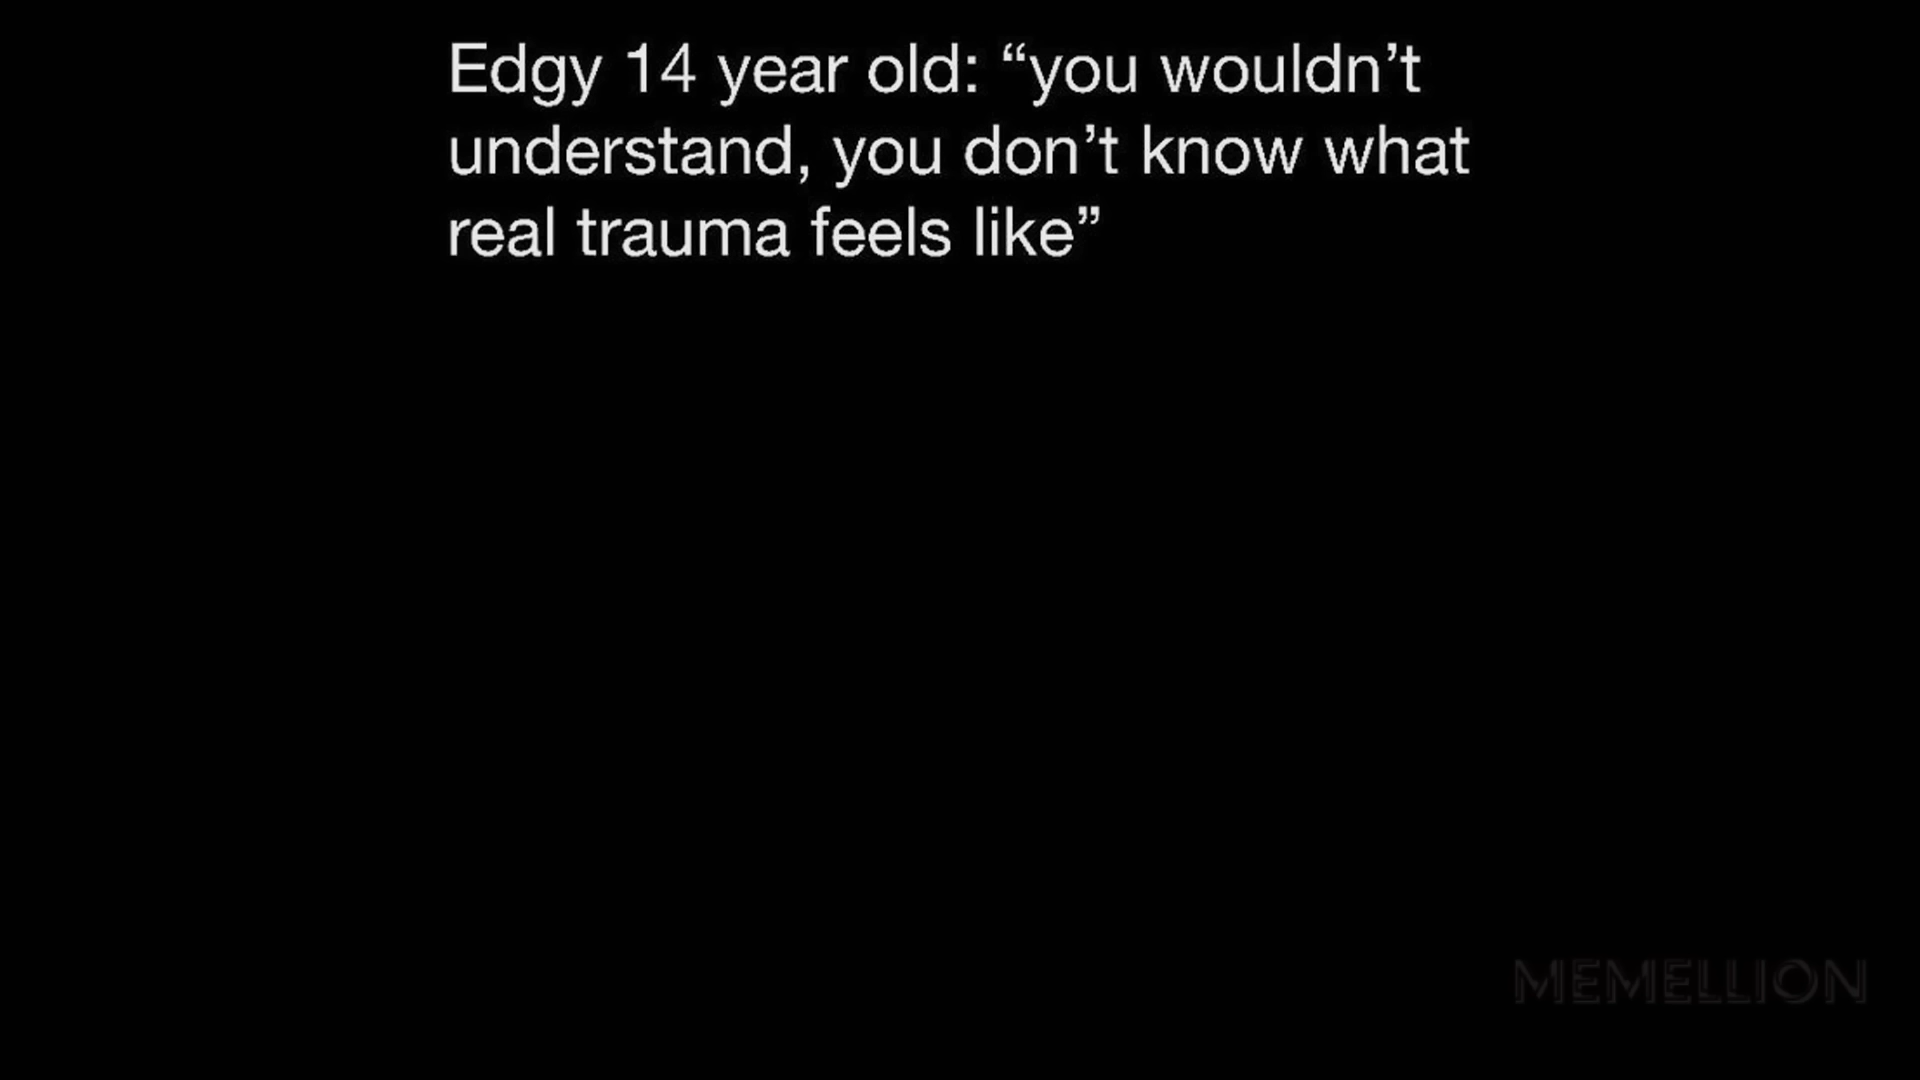 Edgy 14 year old: “you wouldn’t
understand, you don’t know what
real trauma feels like”
MEMELLION